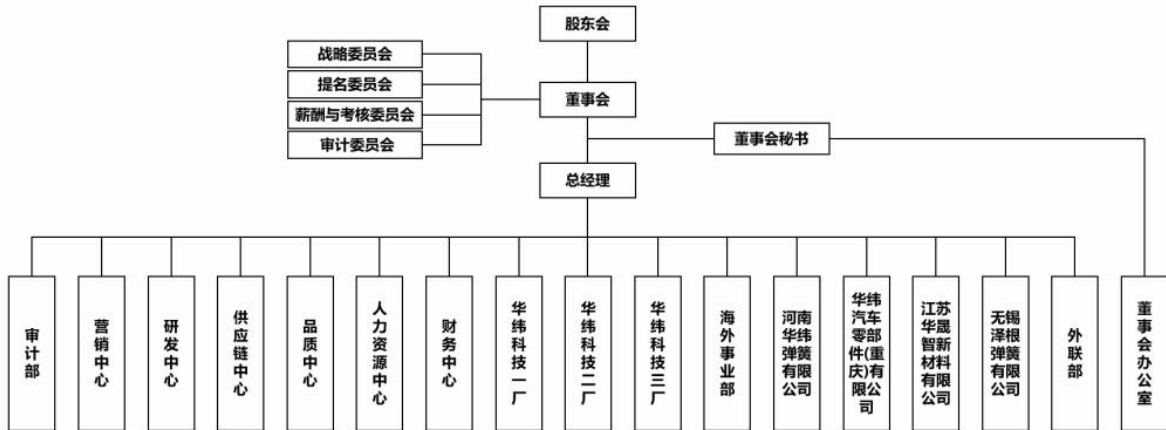 股东会
战略委员会
提名委员会
薪酬与考核委员会
审计委员会
董事会
董事会秘书
总经理
审计部
营销中心
研发中心
供应链中心
品质中心
人力资源中心
财务中心
华纬科技一厂
华纬科技二厂
华纬科技三厂
海外事业部
河南华纬弹簧有限公司
华纬汽车零部件(重庆)有限公司
江苏华晟智新材料有限公司
无锡泽根弹簧有限公司
外联部
董事会办公室